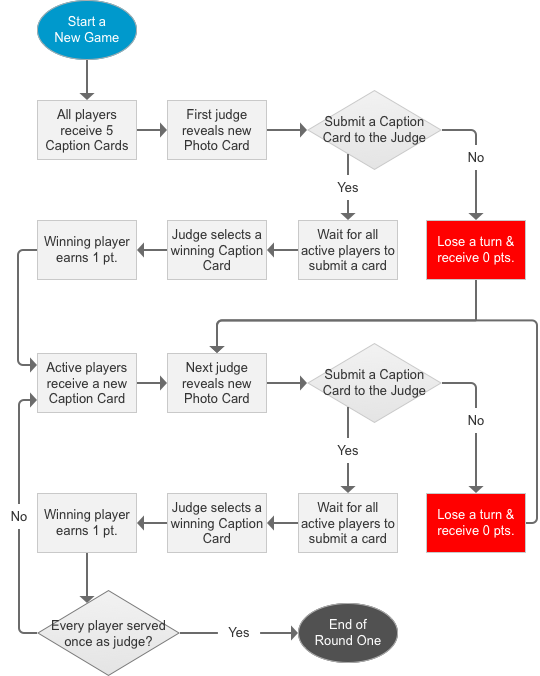 Start a
New Game
All players
receive 5
Caption Cards
First judge
reveals new
Photo Card
Submit a Caption
Card to the Judge
No
Yes
Winning player
earns 1 pt.
Judge selects a
winning Caption
Card
Wait for all
active players to
submit a card
Lose a turn &
receive 0 pts.
Active players
receive a new
Caption Card
Next judge
reveals new
Photo Card
Submit a Caption
Card to the Judge
No
Yes
No
Winning player
earns 1 pt.
Judge selects a
winning Caption
Card
Wait for all
active players to
submit a card
Lose a turn &
receive 0 pts.
Every player served
once as judge?
Yes
End of
Round One